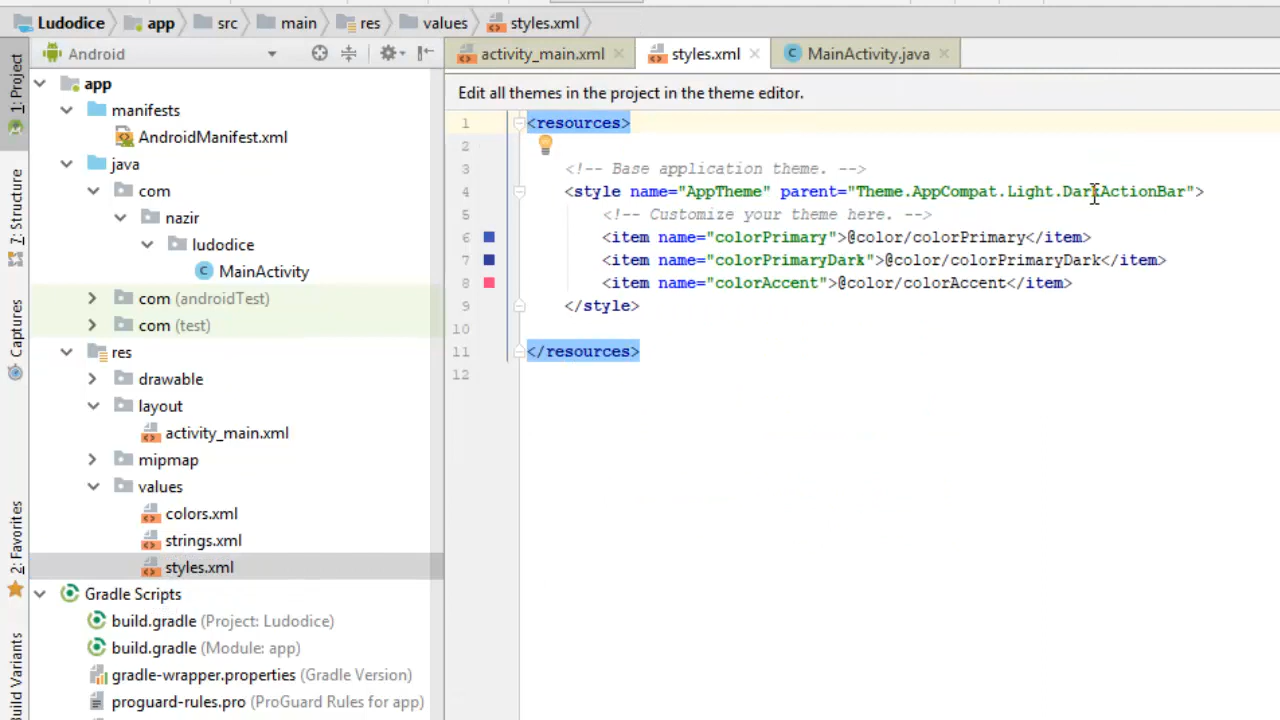 Ludodice app src main res values styles.xml
Android
activity_main.xml styles.xml MainActivity.java
Edit all themes in the project in the theme editor.
1: Project
7: Structure
Captures
2: Favorites
Build Variants
app
manifests
AndroidManifest.xml
java
com
nazir
ludodice
MainActivity
com (androidTest)
com (test)
res
drawable
layout
activity_main.xml
mipmap
values
colors.xml
strings.xml
styles.xml
Gradle Scripts
build.gradle (Project: Ludodice)
build.gradle (Module: app)
gradle-wrapper.properties (Gradle Version)
proguard-rules.pro (ProGuard Rules for app)
1 <resources>
2
3 <!-- Base application theme. -->
4 <style name="AppTheme" parent="Theme.AppCompat.Light.DarkActionBar">
5 <!-- Customize your theme here. -->
6 <item name="colorPrimary">@color/colorPrimary</item>
7 <item name="colorPrimaryDark">@color/colorPrimaryDark</item>
8 <item name="colorAccent">@color/colorAccent</item>
9 </style>
10
11 </resources>
12